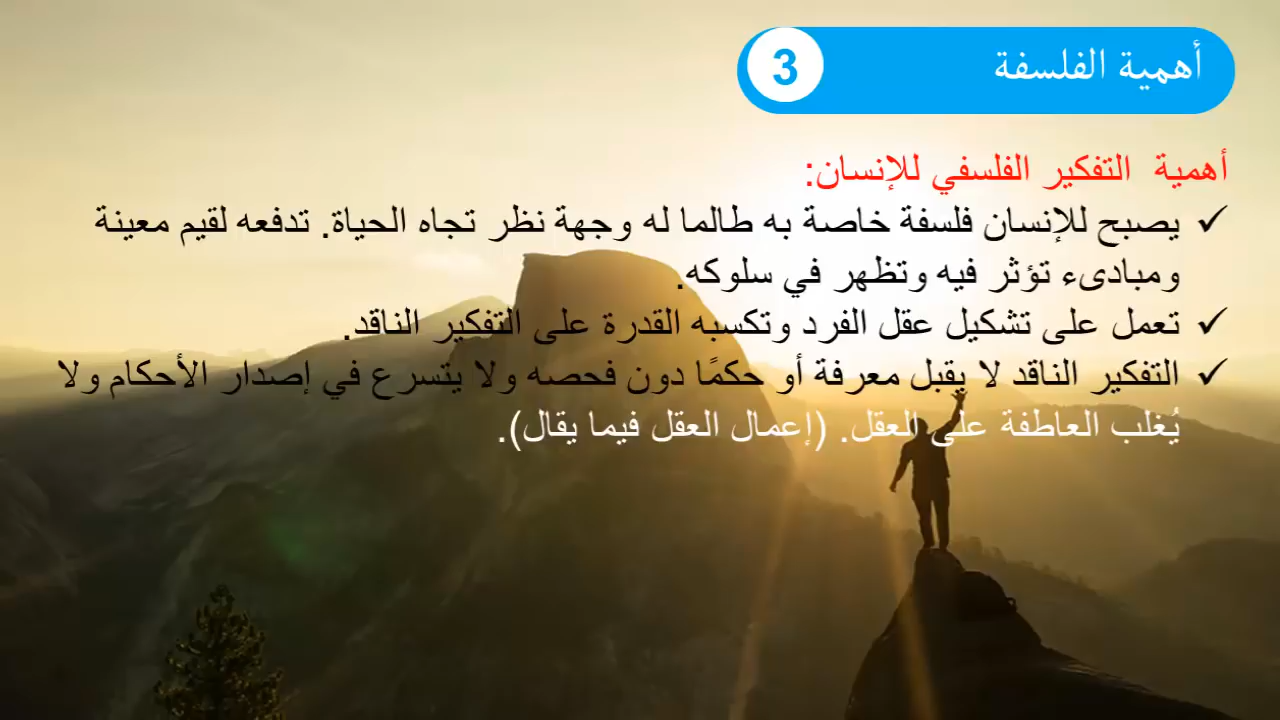 أهمية الفلسفة
3
أهمية التفكير الفلسفي للإنسان:
✓ يصبح للإنسان فلسفة خاصة به طالما له وجهة نظر تجاه الحياة. تدفعه لقيم معينة
ومبادىء تؤثر فيه وتظهر في سلوكه.
✓ تعمل على تشكيل عقل الفرد وتكسبه القدرة على التفكير الناقد.
✓ التفكير الناقد لا يقبل معرفة أو حكمًا دون فحصه ولا يتسرع في إصدار الأحكام ولا
يُغلب العاطفة على العقل. (إعمال العقل فيما يقال).